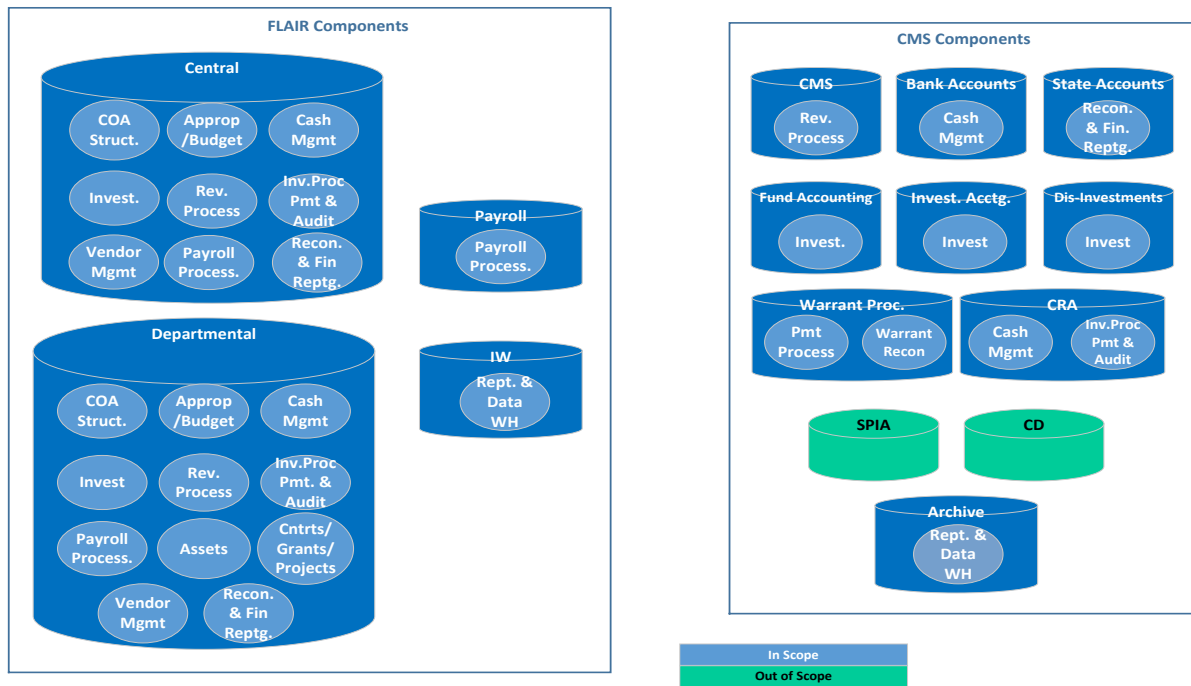 FLAIR Components
Central
COA
Struct.
Approp
/Budget
Cash
Mgmt
Invest.
Rev.
Process
Inv.Proc
Pmt &
Audit
Vendor
Mgmt
Payroll
Process.
Recon.
& Fin
Reptg.
Payroll
Payroll
Process.
Departmental
COA
Struct.
Approp
/Budget
Cash
Mgmt
Invest
Rev.
Process
Inv.Proc
Pmt. &
Audit
Payroll
Process.
Assets
Cntrts/
Grants/
Projects
Vendor
Mgmt
Recon.
& Fin
Reptg.
IW
Rept. &
Data
WH
CMS Components
CMS
Rev.
Process
Bank Accounts
Cash
Mgmt
State Accounts
Recon.
& Fin.
Reptg.
Fund Accounting
Invest.
Invest. Acctg.
Invest
Dis-Investments
Invest
Warrant Proc.
Pmt
Process
Warrant
Recon
CRA
Cash
Mgmt
Inv.Proc
Pmt &
Audit
SPIA
CD
Archive
Rept. &
Data
WH
In Scope
Out of Scope